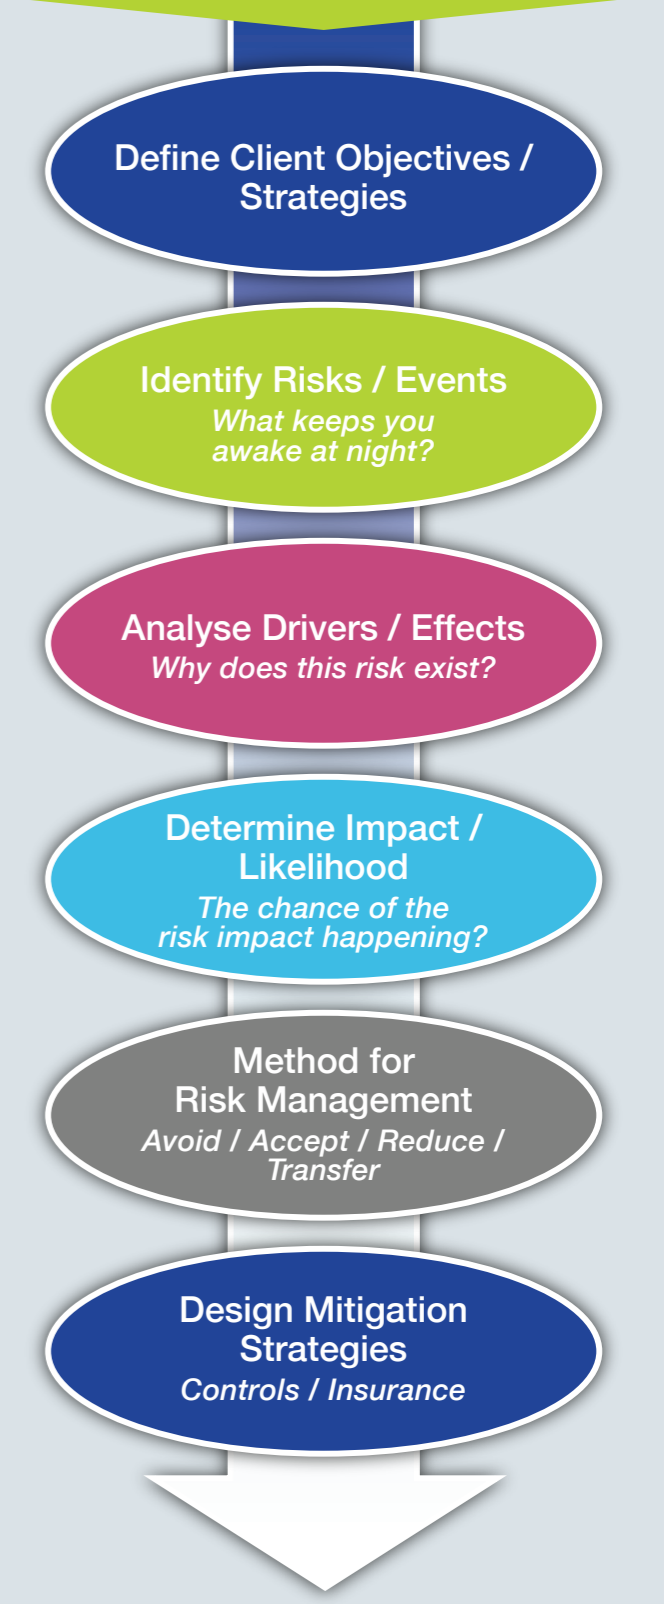 Define Client Objectives /
Strategies
Identify Risks / Events
What keeps you
awake at night?
Analyse Drivers / Effects
Why does this risk exist?
Determine Impact /
Likelihood
The chance of the
risk impact happening?
Method for
Risk Management
Avoid / Accept / Reduce /
Transfer
Design Mitigation
Strategies
Controls / Insurance